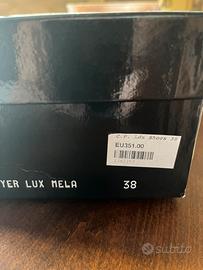 EU351.00
YER LUX MELA 38
subito